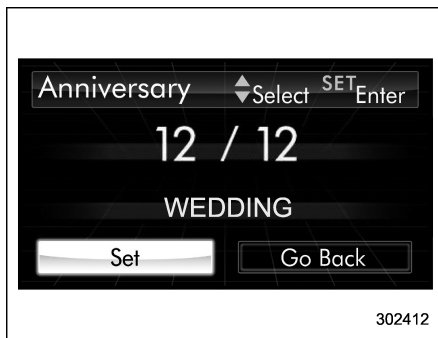 Anniversary Select SET Enter
12 / 12
WEDDING
Set Go Back
302412